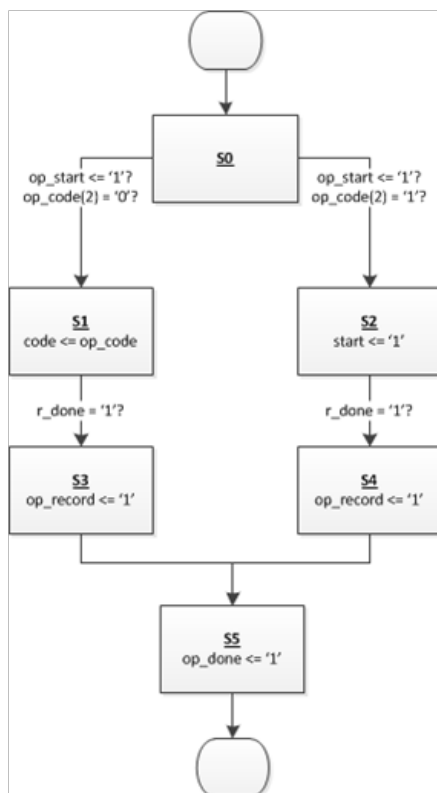 S0
op_start <= ‘1’?
op_code(2) = ‘0’?
op_start <= ‘1’?
op_code(2) = ‘1’?
S1
code <= op_code
S2
start <= ‘1’
r_done = ‘1’?
r_done = ‘1’?
S3
op_record <= ‘1’
S4
op_record <= ‘1’
S5
op_done <= ‘1’